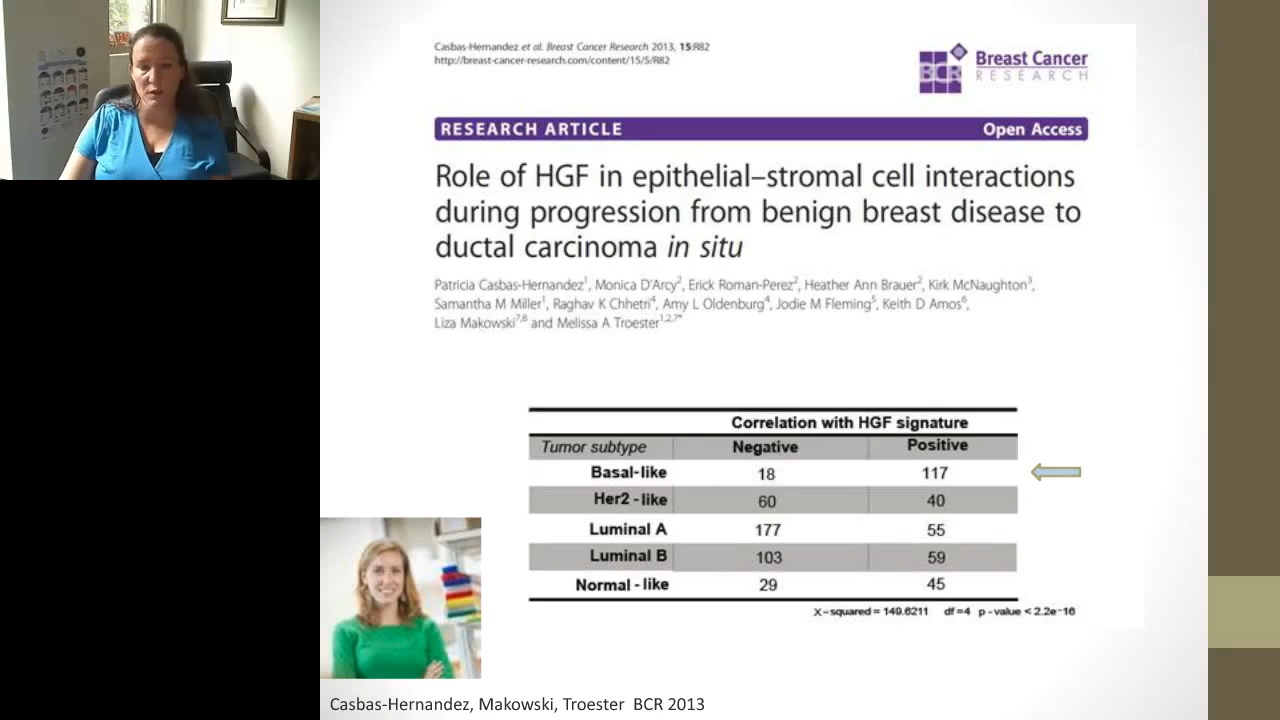 Casbas-Hernandez et al. Breast Cancer Research 2013, 15:R82
http://breast-cancer-research.com/content/15/5/R82
BCR
Breast Cancer
RESEARCH
RESEARCH ARTICLE Open Access
Role of HGF in epithelial–stromal cell interactions
during progression from benign breast disease to
ductal carcinoma in situ
Patricia Casbas-Hernandez1, Monica D'Arcy2, Erick Roman-Perez2, Heather Ann Brauer2, Kirk McNaughton3,
Samantha M Miller1, Raghav K Chhetri4, Amy L Oldenburg4, Jodie M Fleming5, Keith D Amos6,
Liza Makowski7,8 and Melissa A Troester1,2,7*
Correlation with HGF signature
Tumor subtype Negative Positive
Basal-like 18 117
Her2-like 60 40
Luminal A 177 55
Luminal B 103 59
Normal-like 29 45
X-squared = 149.6211 df=4 p-value < 2.2e-16
Casbas-Hernandez, Makowski, Troester BCR 2013